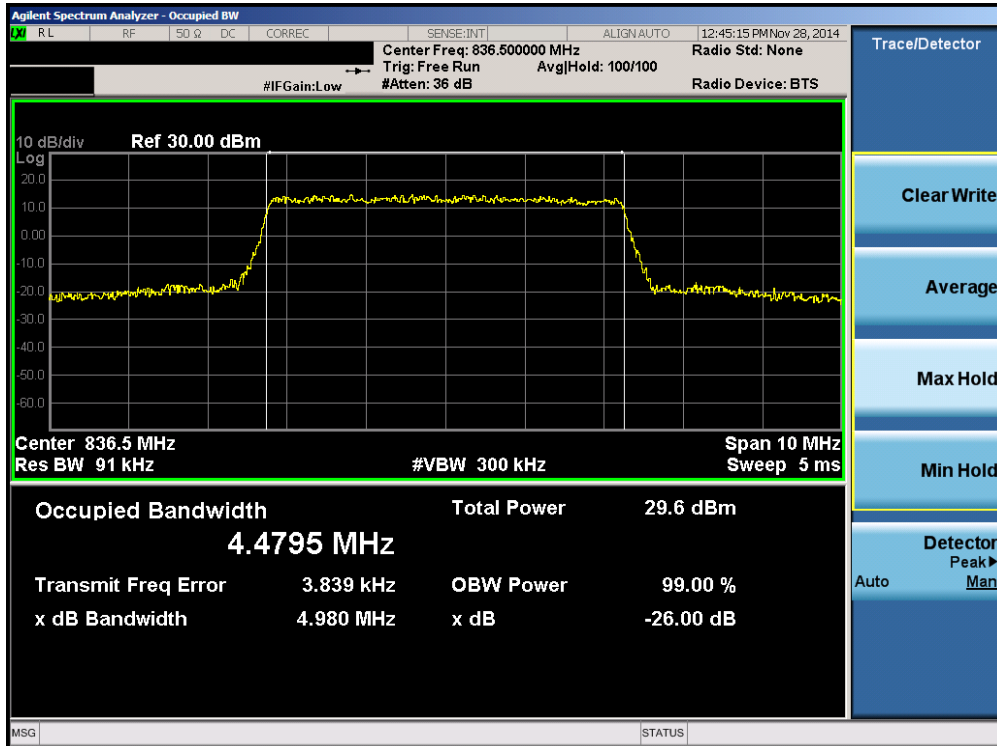 Agilent Spectrum Analyzer - Occupied BW
LXI RL RF 50 Ω DC CORREC SENSE:INT ALIGN AUTO 12:45:15 PM Nov 28, 2014
Center Freq: 836.500000 MHz Radio Std: None
Trig: Free Run Avg|Hold: 100/100
#IFGain:Low #Atten: 36 dB Radio Device: BTS
Trace/Detector
10 dB/div Ref 30.00 dBm
Log
20.0
10.0
0.00
-10.0
-20.0
-30.0
-40.0
-50.0
-60.0
Center 836.5 MHz Span 10 MHz
Res BW 91 kHz #VBW 300 kHz Sweep 5 ms
Clear Write
Average
Max Hold
Min Hold
Detector
Peak▶
Auto Man
Occupied Bandwidth Total Power 29.6 dBm
4.4795 MHz
Transmit Freq Error 3.839 kHz OBW Power 99.00 %
x dB Bandwidth 4.980 MHz x dB -26.00 dB
MSG STATUS